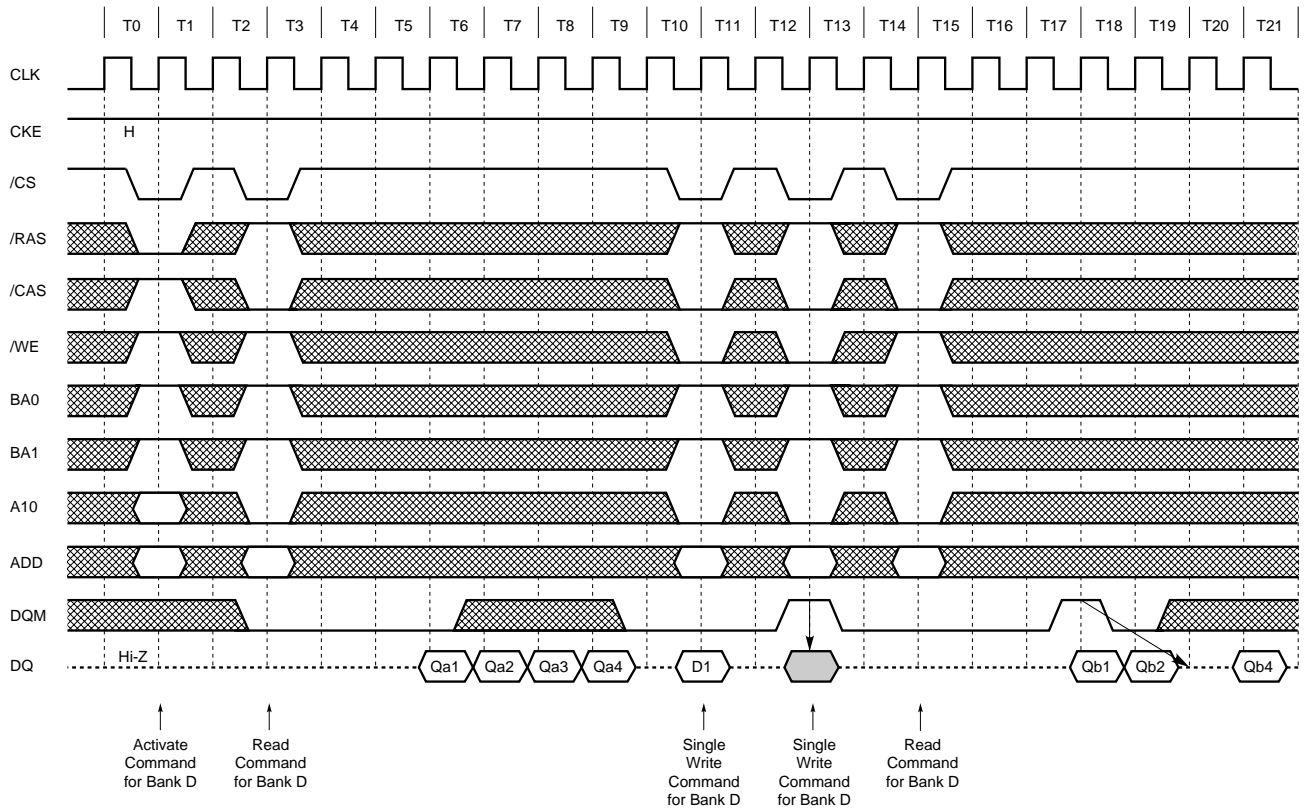 T0 T1 T2 T3 T4 T5 T6 T7 T8 T9 T10 T11 T12 T13 T14 T15 T16 T17 T18 T19 T20 T21
CLK
CKE H
/CS
/RAS
/CAS
/WE
BA0
BA1
A10
ADD
DQM
DQ Hi-Z Qa1 Qa2 Qa3 Qa4 D1 Qb1 Qb2 Qb4
Activate
Command
for Bank D
Read
Command
for Bank D
Single
Write
Command
for Bank D
Single
Write
Command
for Bank D
Read
Command
for Bank D